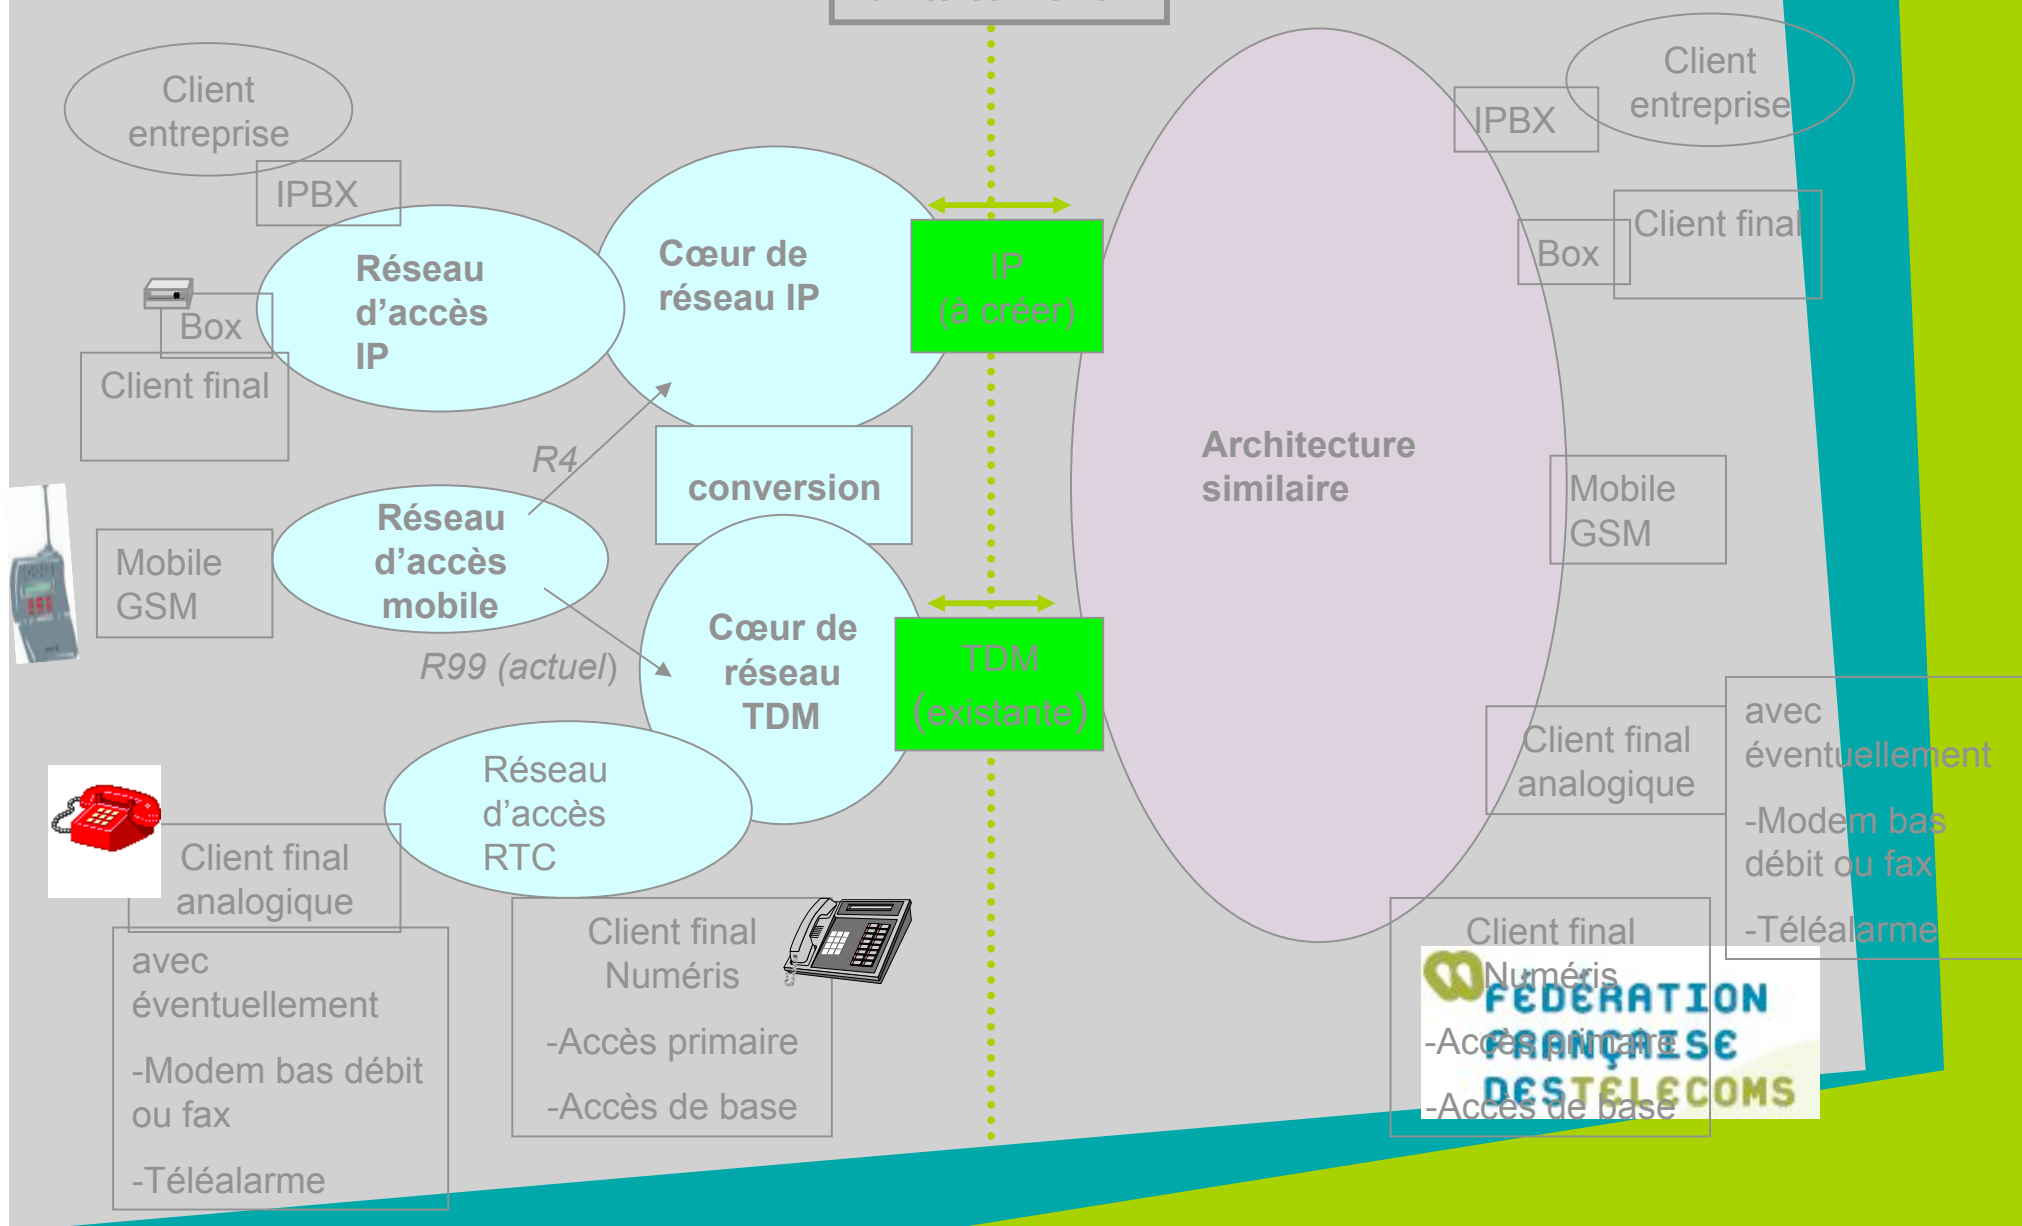 Client
entreprise
IPBX
Réseau
d'accès
IP
Cœur de
réseau IP
IP
(à créer)
Box
Client final
R4
conversion
Réseau
d'accès
mobile
Mobile
GSM
R99 (actuel)
Cœur de
réseau
TDM
TDM
(existante)
Réseau
d'accès
RTC
Client final
analogique
avec
éventuellement
-Modem bas débit
ou fax
-Téléalarme
Client final
Numéris
-Accès primaire
-Accès de base
Architecture
similaire
Client
entreprise
IPBX
Client final
Box
Mobile
GSM
Client final
analogique
avec
éventuellement
-Modem bas
débit ou fax
-Téléalarme
Client final
Numéris
-Accès primaire
-Accès de base
FEDERATION
FRANÇAISE
DES TELECOMS